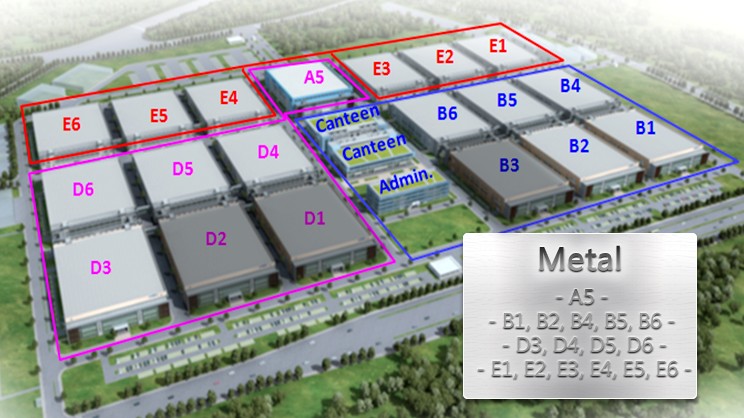 E1
E2
E3
A5
B4
B5
B6
E4
E5
E6
Canteen
Canteen
Admin.
B1
B2
B3
D4
D5
D6
D1
D2
D3
Metal
- A5 -
- B1, B2, B4, B5, B6 -
- D3, D4, D5, D6 -
- E1, E2, E3, E4, E5, E6 -